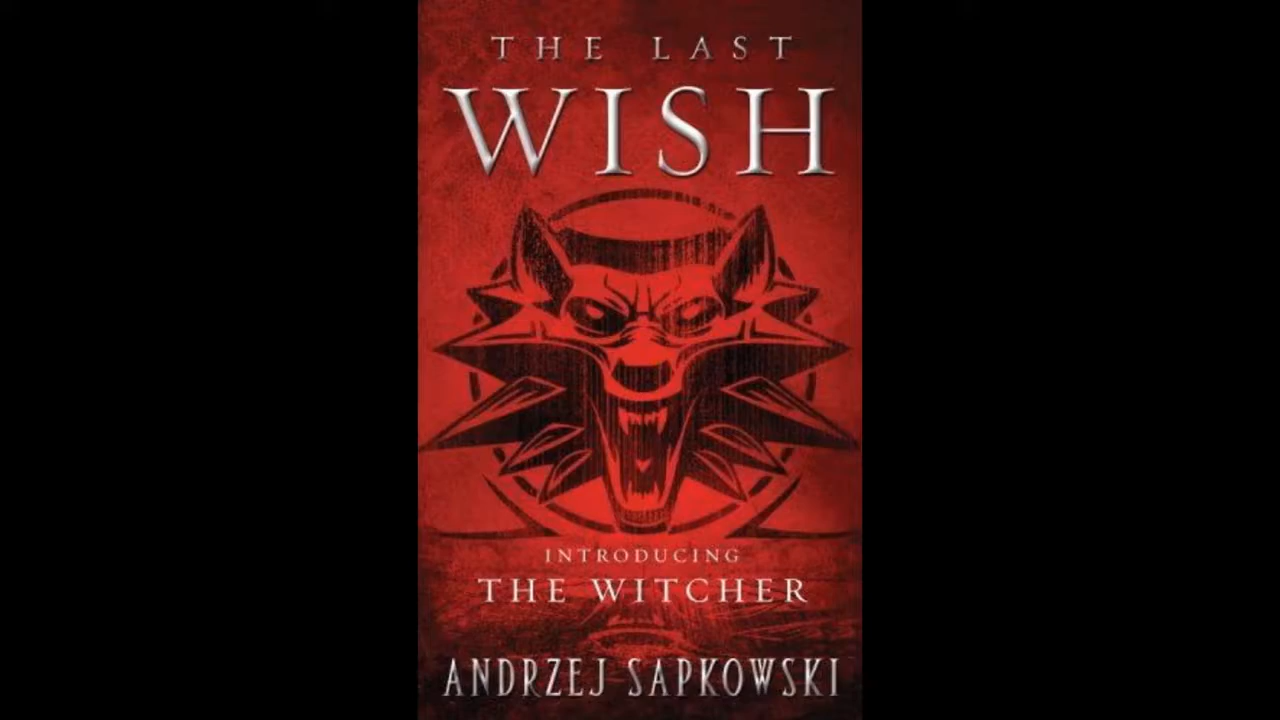 THE LAST
WISH
INTRODUCING
THE WITCHER
ANDRZEJ SAPKOWSKI